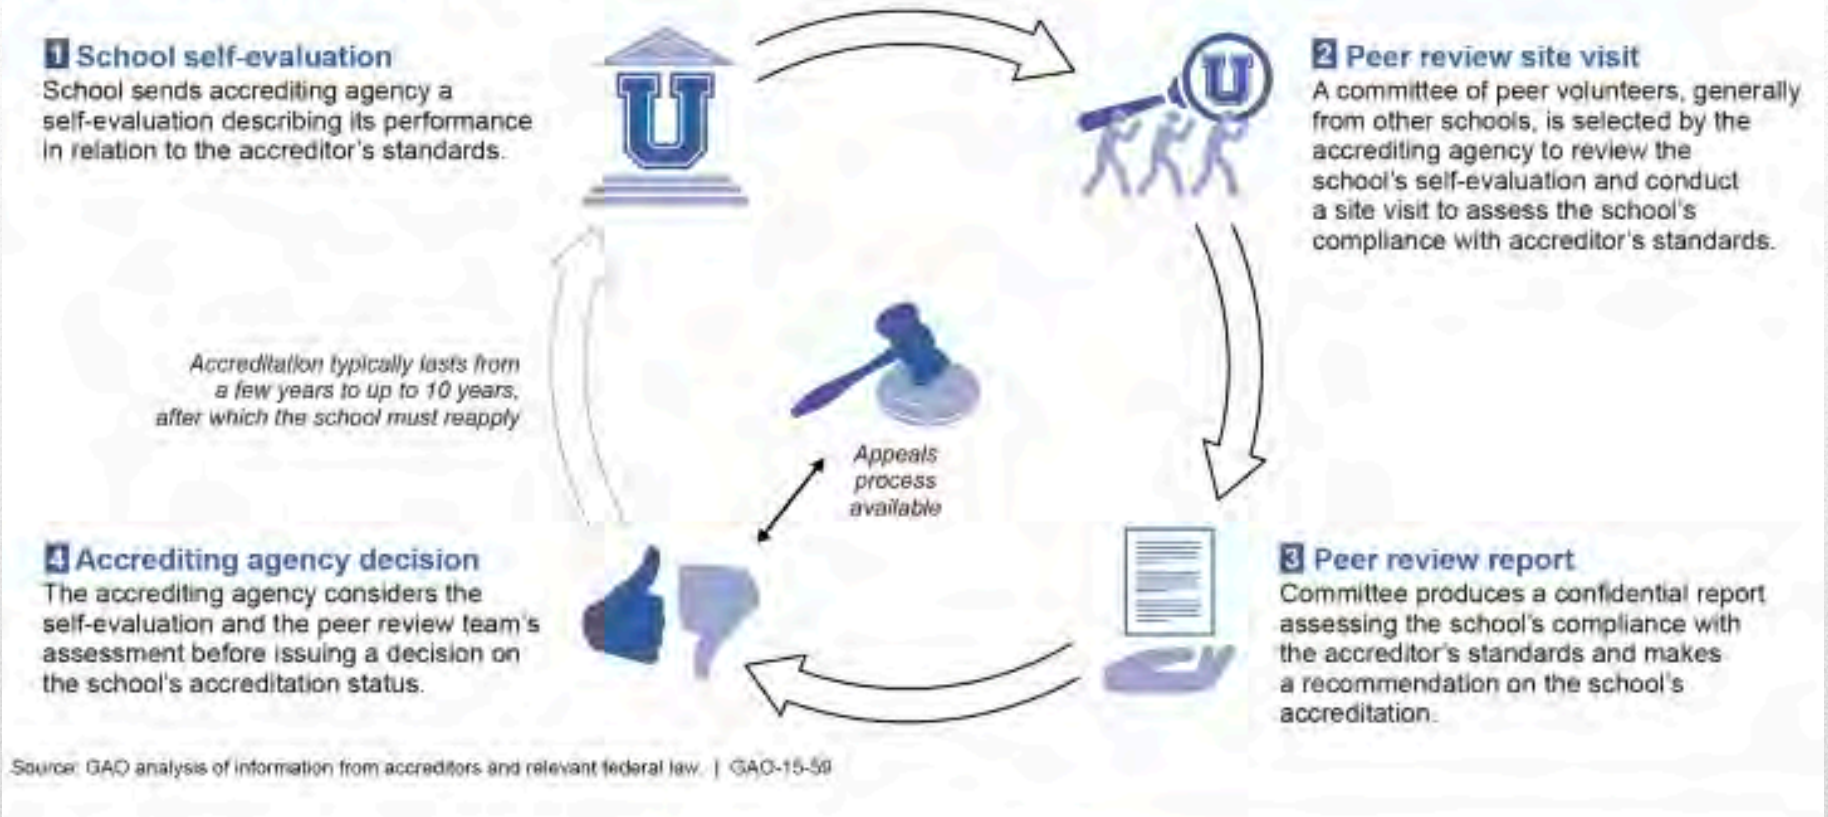 1 School self-evaluation
School sends accrediting agency a
self-evaluation describing its performance
in relation to the accreditor's standards.
U
U
2 Peer review site visit
A committee of peer volunteers, generally
from other schools, is selected by the
accrediting agency to review the
school's self-evaluation and conduct
a site visit to assess the school's
compliance with accreditor's standards.
Accreditation typically lasts from
a few years to up to 10 years,
after which the school must reapply
Appeals
process
available
3 Peer review report
Committee produces a confidential report
assessing the school's compliance with
the accreditor's standards and makes
a recommendation on the school's
accreditation.
4 Accrediting agency decision
The accrediting agency considers the
self-evaluation and the peer review team's
assessment before issuing a decision on
the school's accreditation status.
Source: GAO analysis of information from accreditors and relevant federal law. | GAO-15-59